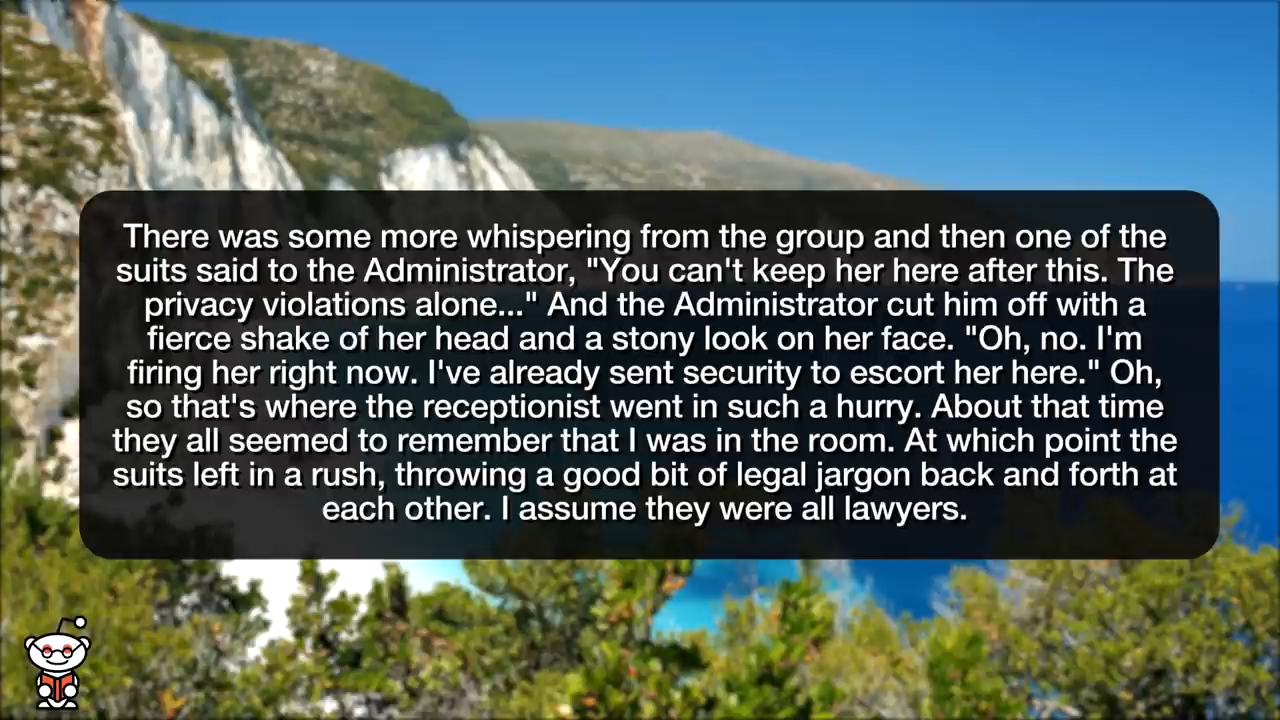 There was some more whispering from the group and then one of the
suits said to the Administrator, "You can't keep her here after this. The
privacy violations alone..." And the Administrator cut him off with a
fierce shake of her head and a stony look on her face. "Oh, no. I'm
firing her right now. I've already sent security to escort her here." Oh,
so that's where the receptionist went in such a hurry. About that time
they all seemed to remember that I was in the room. At which point the
suits left in a rush, throwing a good bit of legal jargon back and forth at
each other. I assume they were all lawyers.